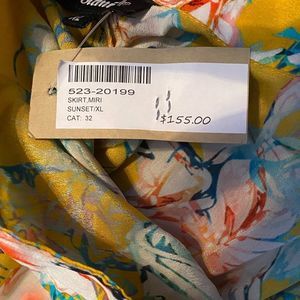 523-20199
SKIRT,MIRI
SUNSET/XL
CAT: 32
$155.00